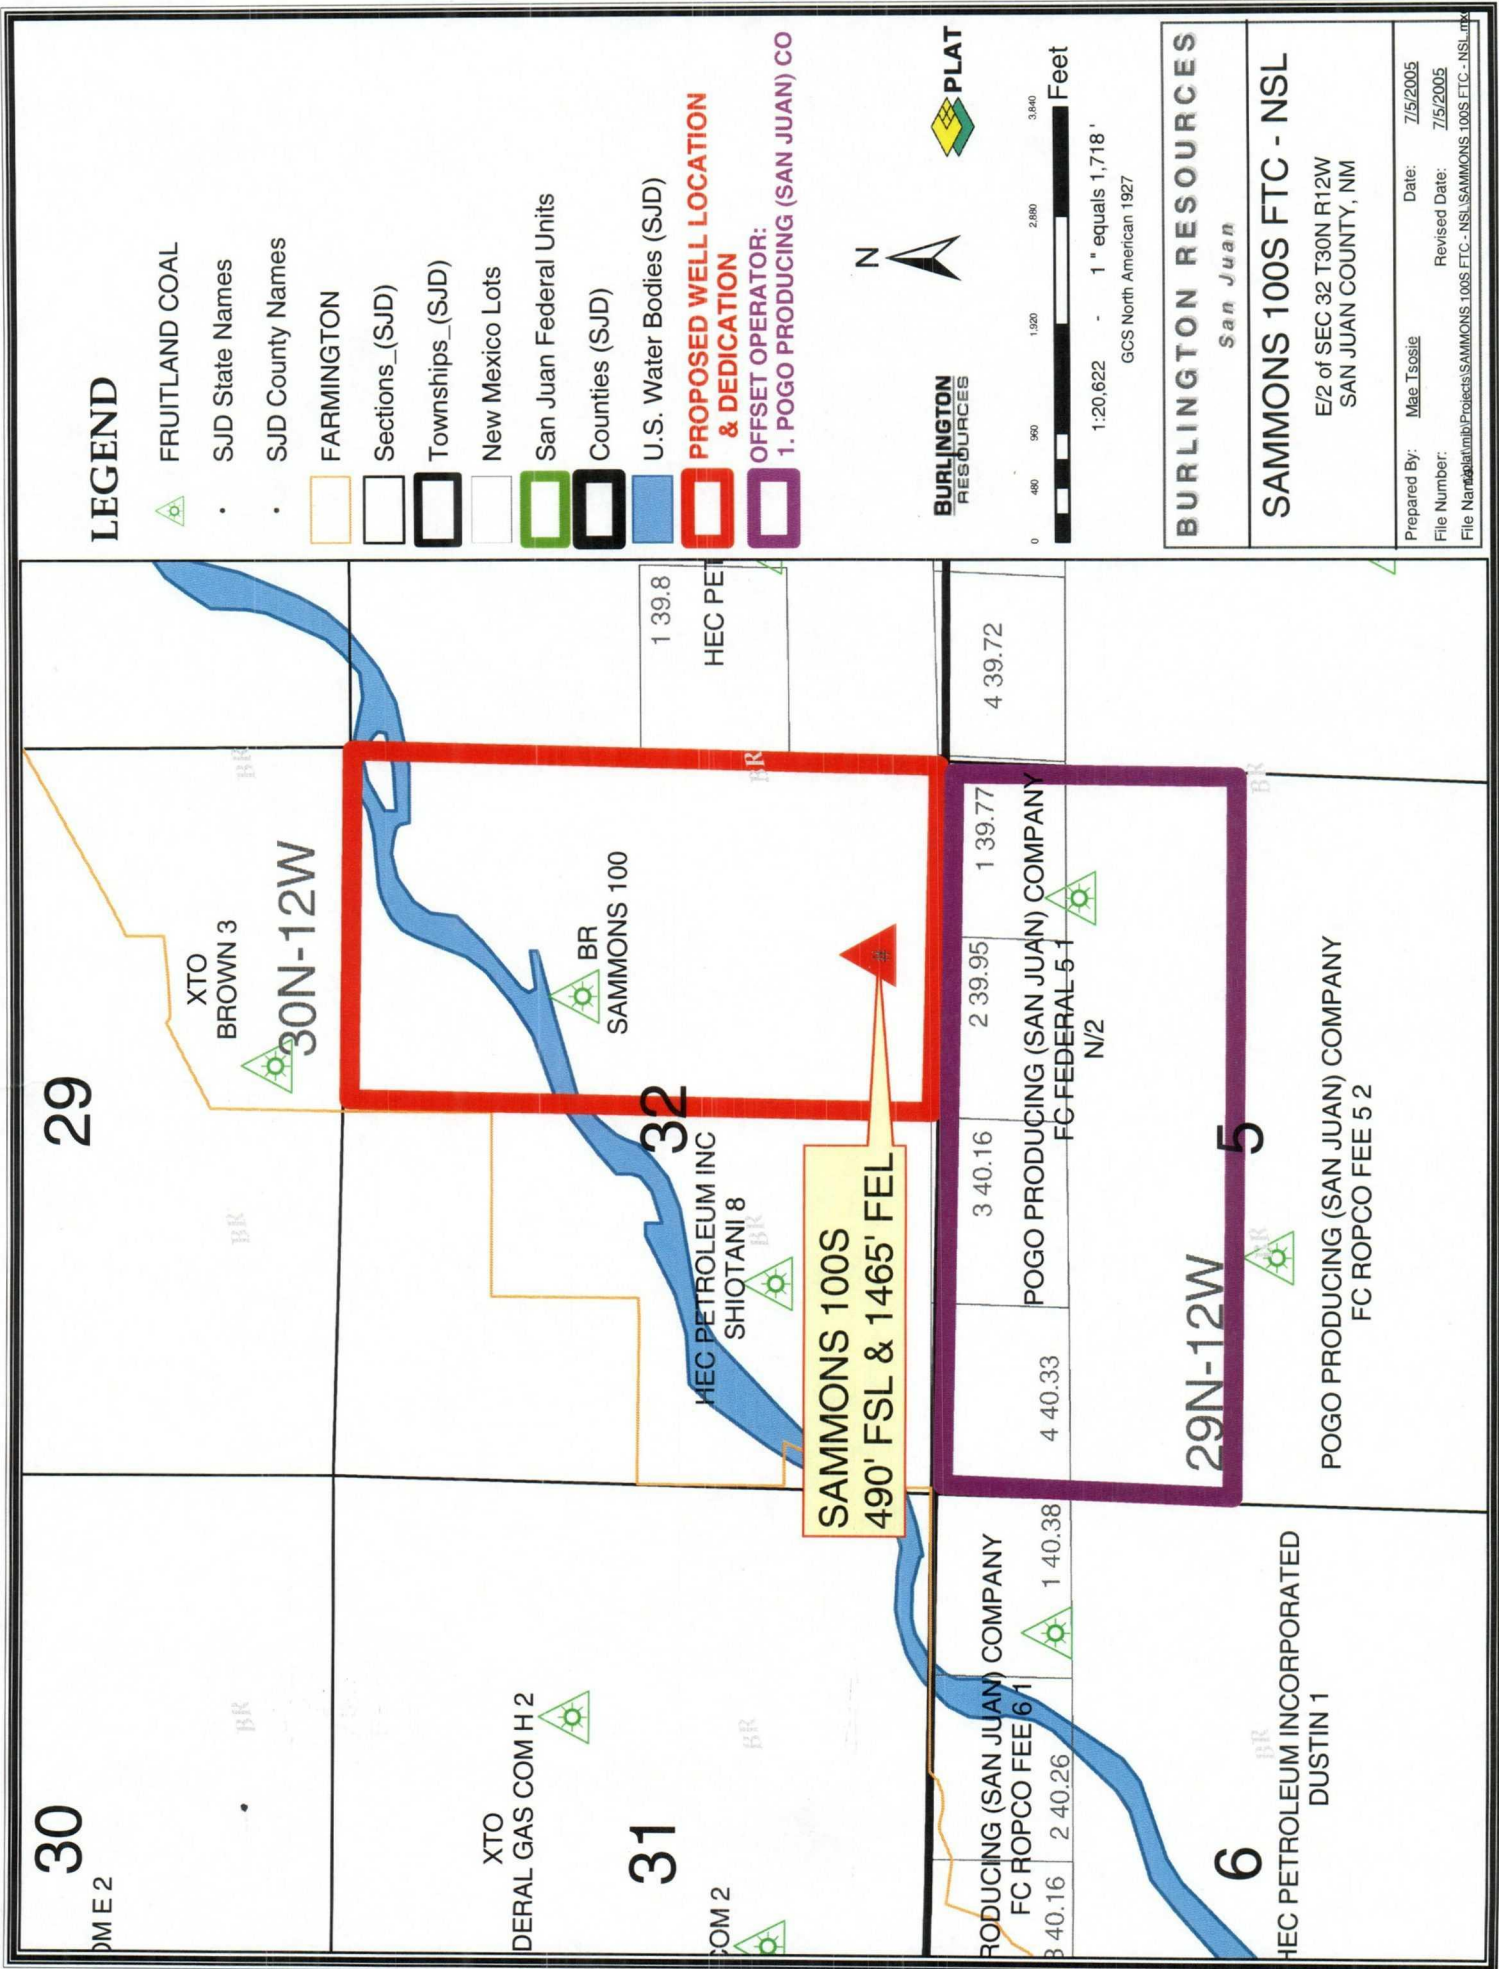 30
29
OM E 2
XTO
BROWN 3
30N-12W
XTO
DERAL GAS COM H 2
31
COM 2
32
BR
SAMMONS 100
HEC PETROLEUM INC
SHIOTANI 8
1 39.8
HEC PET
SAMMONS 100S
490' FSL & 1465' FEL
3 40.16
2 40.26
1 40.38
4 40.33
3 40.16
2 39.95
1 39.77
4 39.72
RODUCING (SAN JUAN) COMPANY
FC ROPCO FEE 6 1
POGO PRODUCING (SAN JUAN) COMPANY
FC FEDERAL 5 1
N/2
29N-12W
6
5
HEC PETROLEUM INCORPORATED
DUSTIN 1
POGO PRODUCING (SAN JUAN) COMPANY
FC ROPCO FEE 5 2
BR
BR
BR
BR
BR
BR
BR
BR
BR
LEGEND
FRUITLAND COAL
SJD State Names
SJD County Names
FARMINGTON
Sections_(SJD)
Townships_(SJD)
New Mexico Lots
San Juan Federal Units
Counties (SJD)
U.S. Water Bodies (SJD)
PROPOSED WELL LOCATION
& DEDICATION
OFFSET OPERATOR:
1. POGO PRODUCING (SAN JUAN) CO
N
BURLINGTON
RESOURCES
PLAT
0 480 960 1,920 2,880 3,840
Feet
1:20,622 - 1 " equals 1,718 '
GCS North American 1927
BURLINGTON RESOURCES
San Juan
SAMMONS 100S FTC - NSL
E/2 of SEC 32 T30N R12W
SAN JUAN COUNTY, NM
Prepared By: Mae Tsosie Date: 7/5/2005
File Number: Revised Date: 7/5/2005